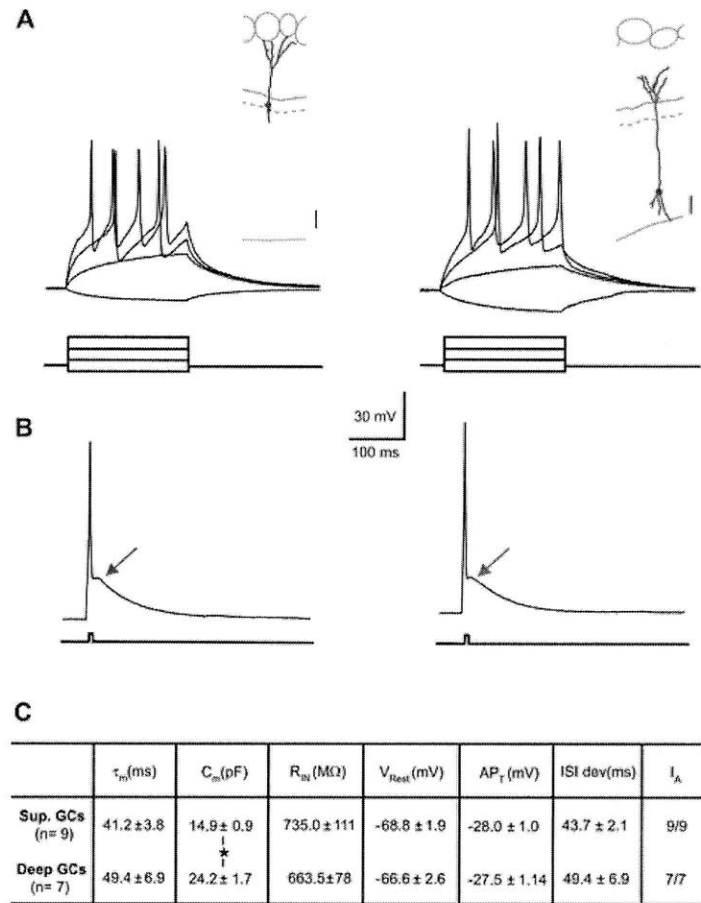 A
B
30 mV
100 ms
C
τm(ms) Cm(pF) RIN(MΩ) VRest(mV) APT(mV) ISI dev(ms) IA
Sup. GCs (n= 9) 41.2±3.8 14.9± 0.9 735.0±111 -68.8 ± 1.9 -28.0 ± 1.0 43.7 ± 2.1 9/9
*
Deep GCs (n= 7) 49.4±6.9 24.2± 1.7 663.5±78 -66.6 ± 2.6 -27.5 ± 1.14 49.4 ± 6.9 7/7